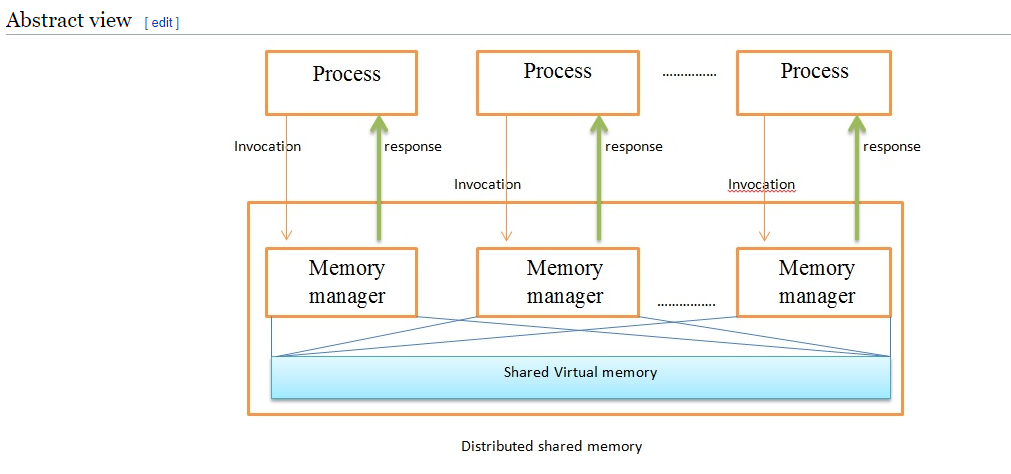 Abstract view [ edit ]
Process Process ............... Process
Invocation response response response
Invocation Invocation
Memory manager Memory manager ............... Memory manager
Shared Virtual memory
Distributed shared memory